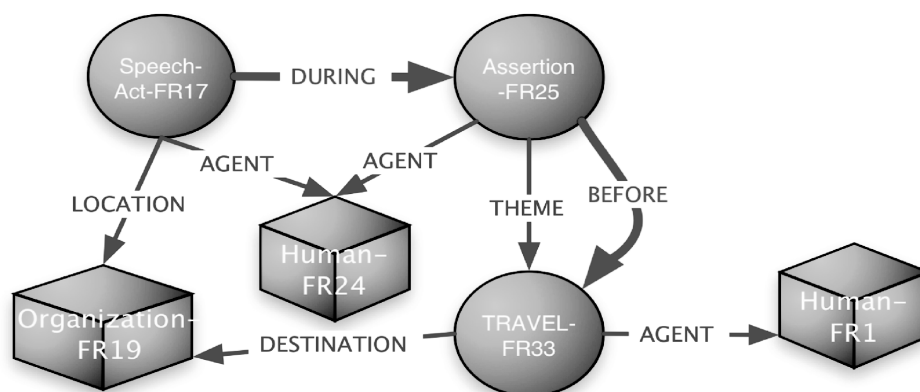 Speech-
Act-FR17
DURING
Assertion
-FR25
AGENT
AGENT
LOCATION
THEME
BEFORE
Human-
FR24
Organization-
FR19
DESTINATION
TRAVEL-
FR33
AGENT
Human-
FR1